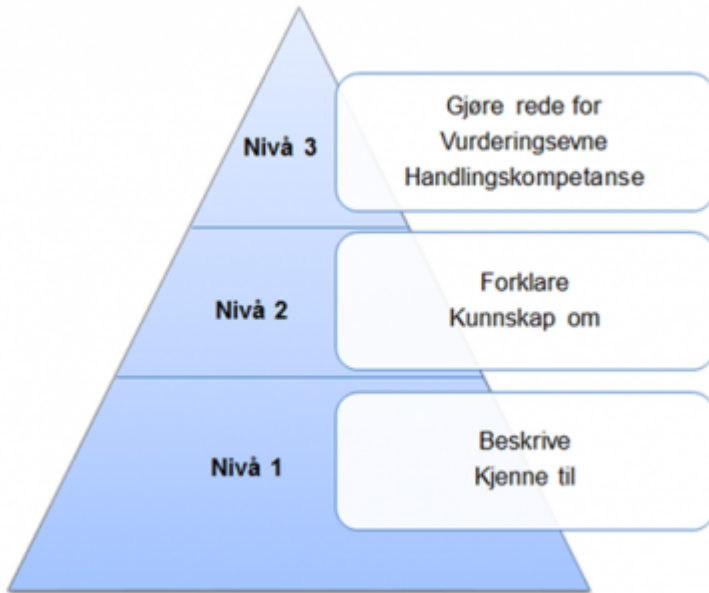 Nivå 3
Gjøre rede for
Vurderingsevne
Handlingskompetanse
Nivå 2
Forklare
Kunnskap om
Nivå 1
Beskrive
Kjenne til